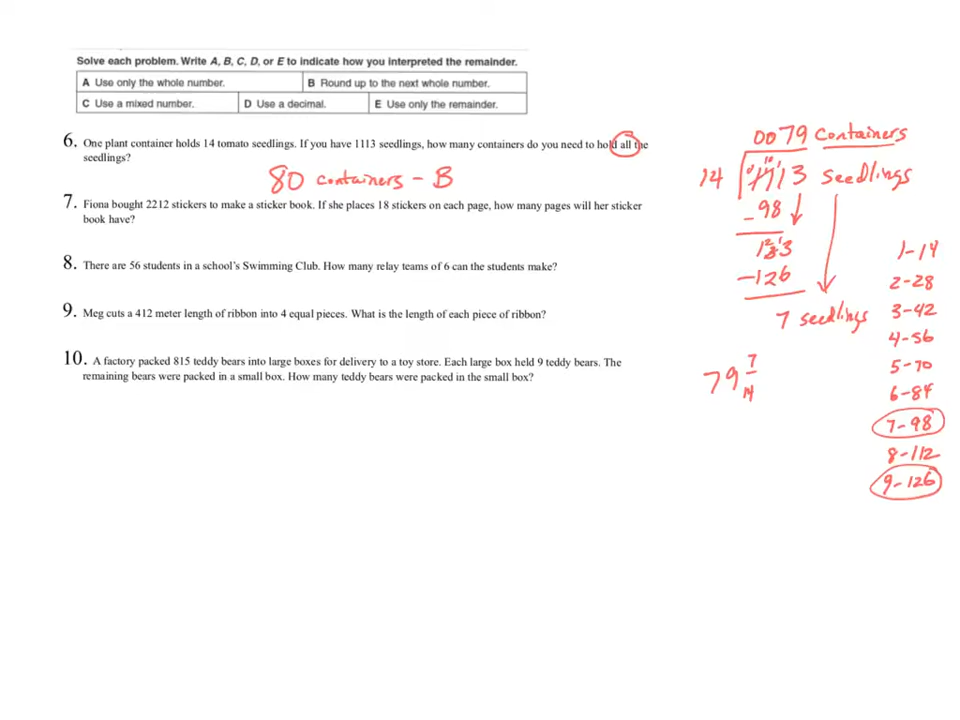 Solve each problem. Write A, B, C, D, or E to indicate how you interpreted the remainder.
A Use only the whole number. B Round up to the next whole number.
C Use a mixed number. D Use a decimal. E Use only the remainder.
6. One plant container holds 14 tomato seedlings. If you have 1113 seedlings, how many containers do you need to hold all the
seedlings?
80 containers - B
7. Fiona bought 2212 stickers to make a sticker book. If she places 18 stickers on each page, how many pages will her sticker
book have?
8. There are 56 students in a school's Swimming Club. How many relay teams of 6 can the students make?
9. Meg cuts a 412 meter length of ribbon into 4 equal pieces. What is the length of each piece of ribbon?
10. A factory packed 815 teddy bears into large boxes for delivery to a toy store. Each large box held 9 teddy bears. The
remaining bears were packed in a small box. How many teddy bears were packed in the small box?
0079 containers
14 1113 seedlings
-98
133
-126
7 seedlings
79 7/14
1-14
2-28
3-42
4-56
5-70
6-84
7-98
8-112
9-126